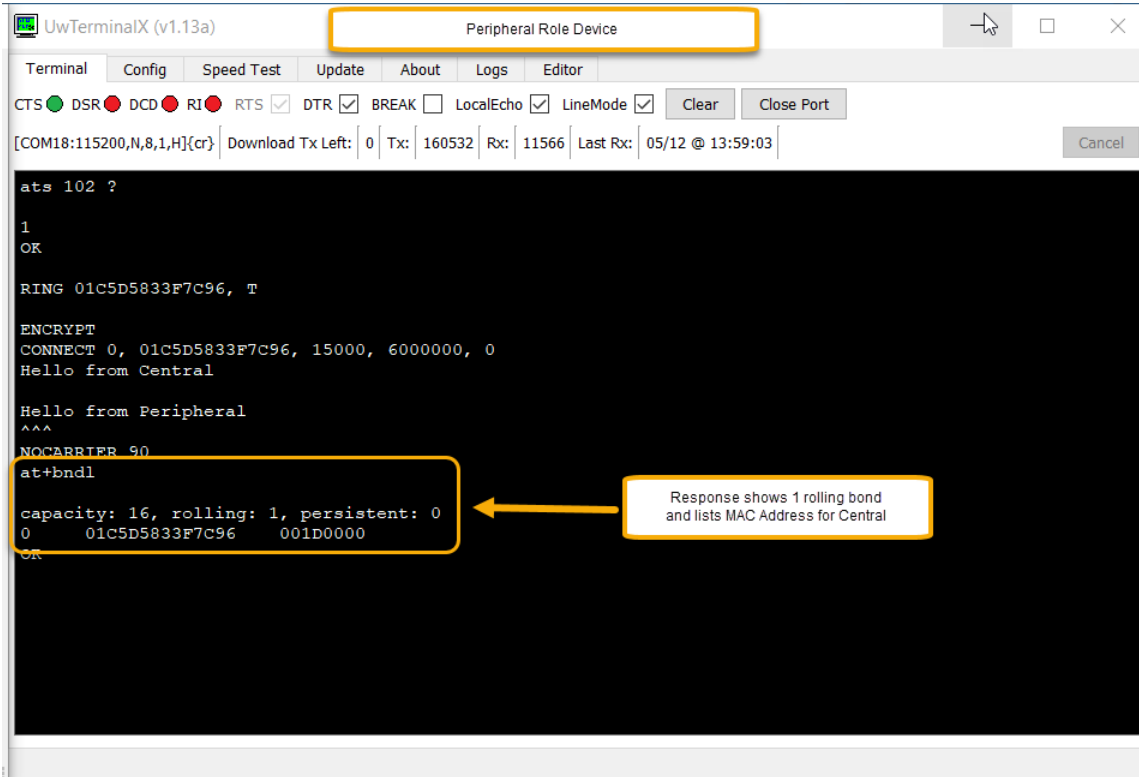 UwTerminalX (v1.13a)
Peripheral Role Device
Terminal Config Speed Test Update About Logs Editor
CTS DSR DCD RI RTS DTR BREAK LocalEcho LineMode Clear Close Port
[COM18:115200,N,8,1,H]{cr} Download Tx Left: 0 Tx: 160532 Rx: 11566 Last Rx: 05/12 @ 13:59:03 Cancel
ats 102 ?
1
OK
RING 01C5D5833F7C96, T
ENCRYPT
CONNECT 0, 01C5D5833F7C96, 15000, 6000000, 0
Hello from Central
Hello from Peripheral
^^^
NOCARRIER 90
at+bndl
capacity: 16, rolling: 1, persistent: 0
0 01C5D5833F7C96 001D0000
OK
Response shows 1 rolling bond
and lists MAC Address for Central